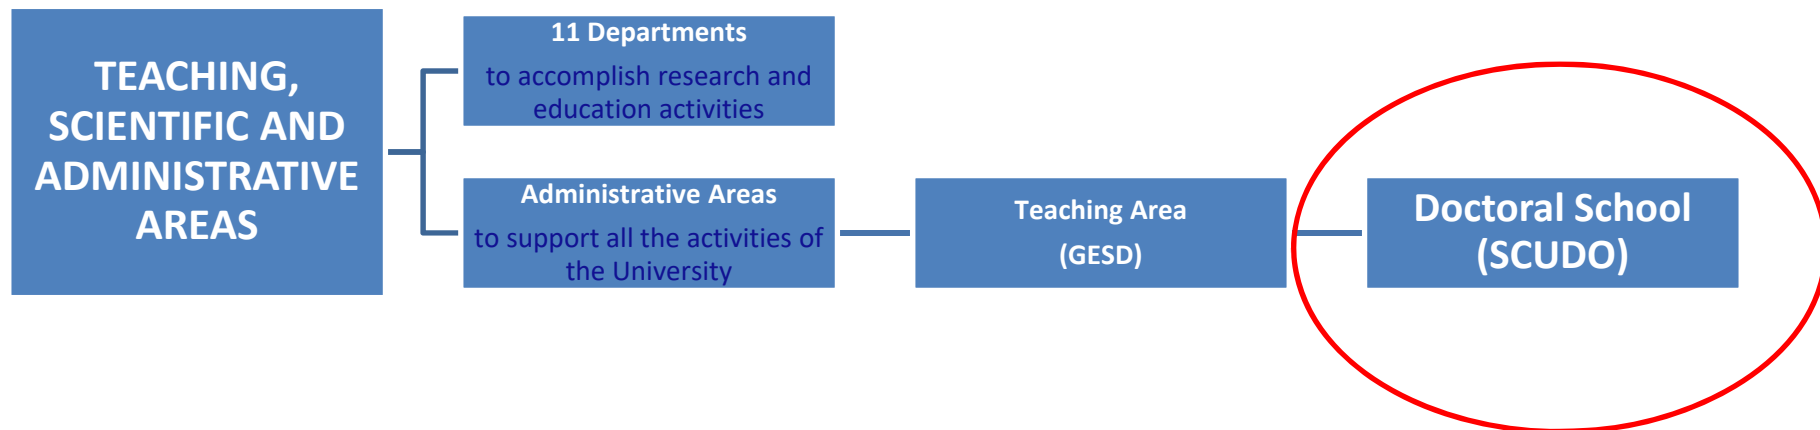 TEACHING,
SCIENTIFIC AND
ADMINISTRATIVE
AREAS
11 Departments
to accomplish research and
education activities
Administrative Areas
to support all the activities of
the University
Teaching Area
(GESD)
Doctoral School
(SCUDO)